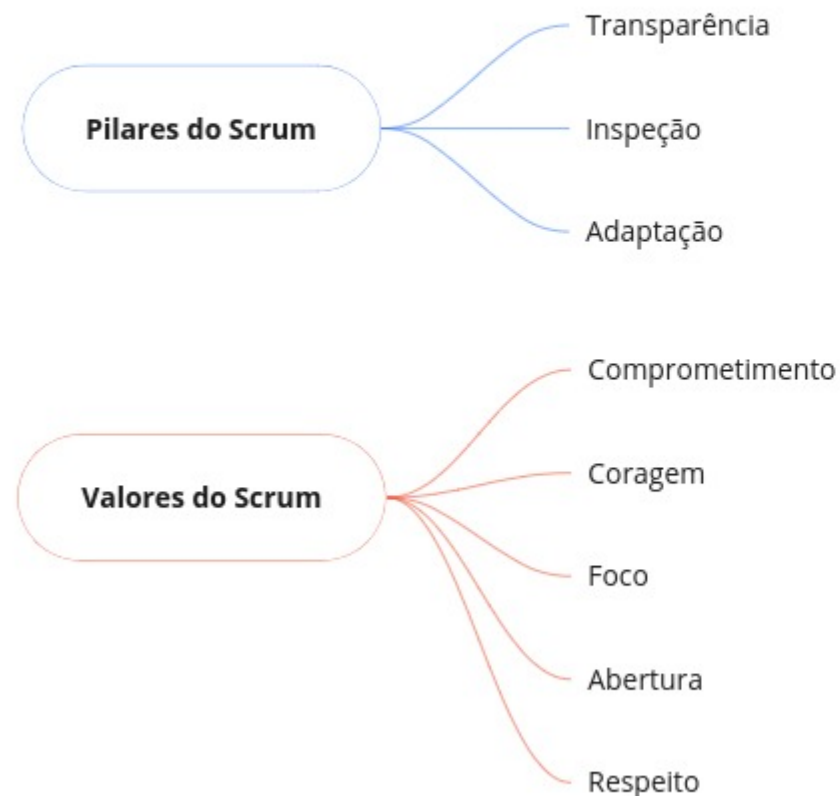 Pilares do Scrum
Transparência
Inspeção
Adaptação
Valores do Scrum
Comprometimento
Coragem
Foco
Abertura
Respeito